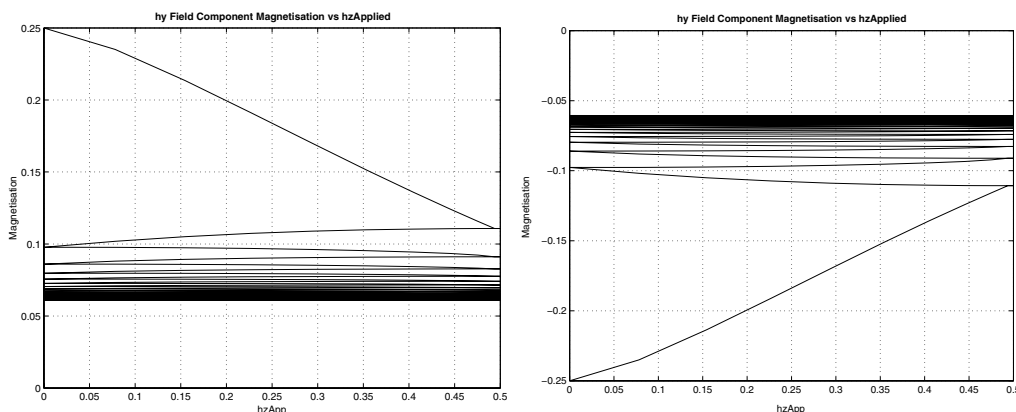 hy Field Component Magnetisation vs hzApplied
0.25
0.2
0.15
0.1
0.05
0
Magnetisation
0 0.05 0.1 0.15 0.2 0.25 0.3 0.35 0.4 0.45 0.5
hzApp
hy Field Component Magnetisation vs hzApplied
0
−0.05
−0.1
−0.15
−0.2
−0.25
Magnetisation
0 0.05 0.1 0.15 0.2 0.25 0.3 0.35 0.4 0.45 0.5
hzApp